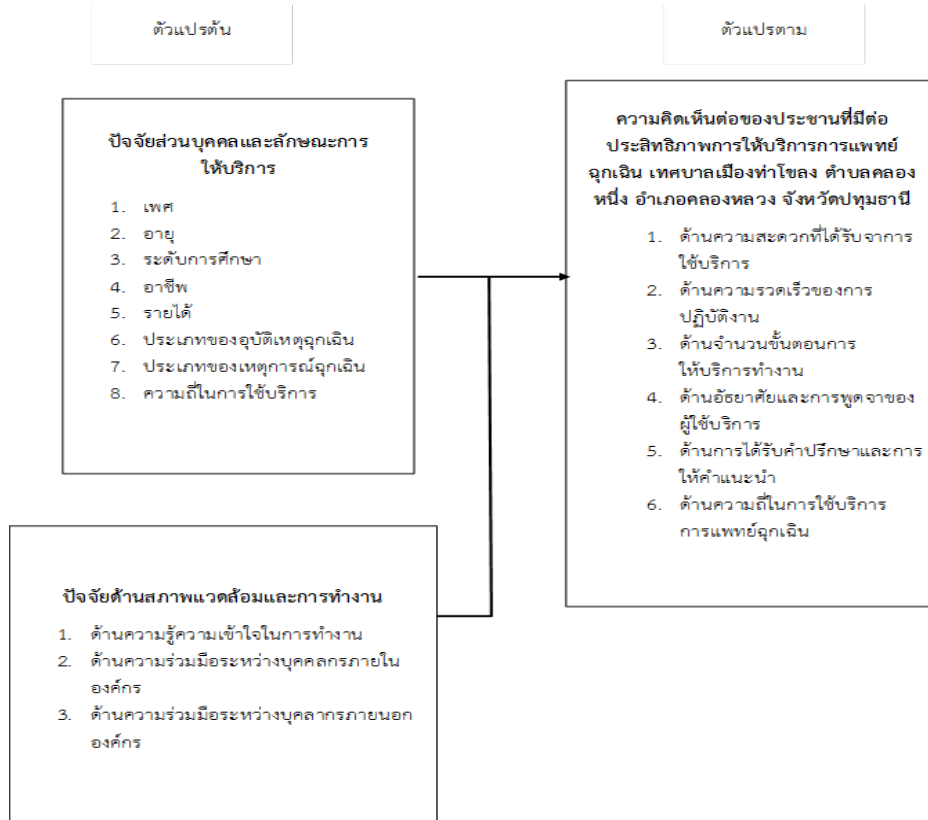 ตัวแปรต้น
ตัวแปรตาม
ปัจจัยส่วนบุคคลและลักษณะการ
ให้บริการ
1. เพศ
2. อายุ
3. ระดับการศึกษา
4. อาชีพ
5. รายได้
6. ประเภทของอุบัติเหตุฉุกเฉิน
7. ประเภทของเหตุการณ์ฉุกเฉิน
8. ความถี่ในการใช้บริการ
ปัจจัยด้านสภาพแวดล้อมและการทำงาน
1. ด้านความรู้ความเข้าใจในการทำงาน
2. ด้านความร่วมมือระหว่างบุคคลกรภายใน
องค์กร
3. ด้านความร่วมมือระหว่างบุคลากรภายนอก
องค์กร
ความคิดเห็นต่อของประชานที่มีต่อ
ประสิทธิภาพการให้บริการการแพทย์
ฉุกเฉิน เทศบาลเมืองท่าโขลง ตำบลคลอง
หนึ่ง อำเภอคลองหลวง จังหวัดปทุมธานี
1. ด้านความสะดวกที่ได้รับจาการ
ใช้บริการ
2. ด้านความรวดเร็วของการ
ปฏิบัติงาน
3. ด้านจำนวนขั้นตอนการ
ให้บริการทำงาน
4. ด้านอัธยาศัยและการพูดจาของ
ผู้ใช้บริการ
5. ด้านการได้รับคำปรึกษาและการ
ให้คำแนะนำ
6. ด้านความถี่ในการใช้บริการ
การแพทย์ฉุกเฉิน